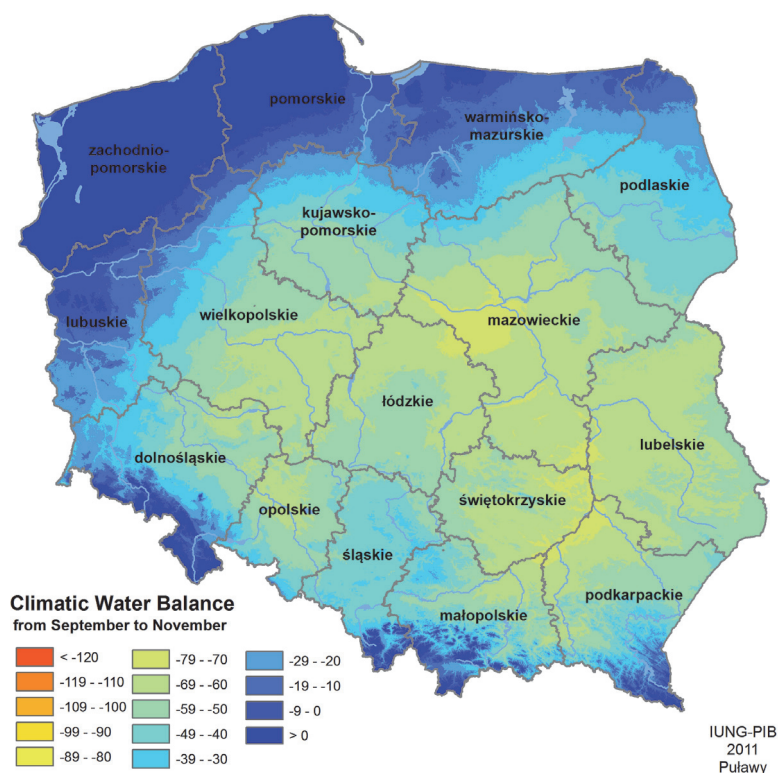 pomorskie
warmińsko-
mazurskie
zachodnio-
pomorskie
podlaskie
kujawsko-
pomorskie
lubuskie
wielkopolskie
mazowieckie
łódzkie
lubelskie
dolnośląskie
opolskie
świętokrzyskie
śląskie
podkarpackie
małopolskie
Climatic Water Balance
from September to November
< -120
-119 - -110
-109 - -100
-99 - -90
-89 - -80
-79 - -70
-69 - -60
-59 - -50
-49 - -40
-39 - -30
-29 - -20
-19 - -10
-9 - 0
> 0
IUNG-PIB
2011
Puławy